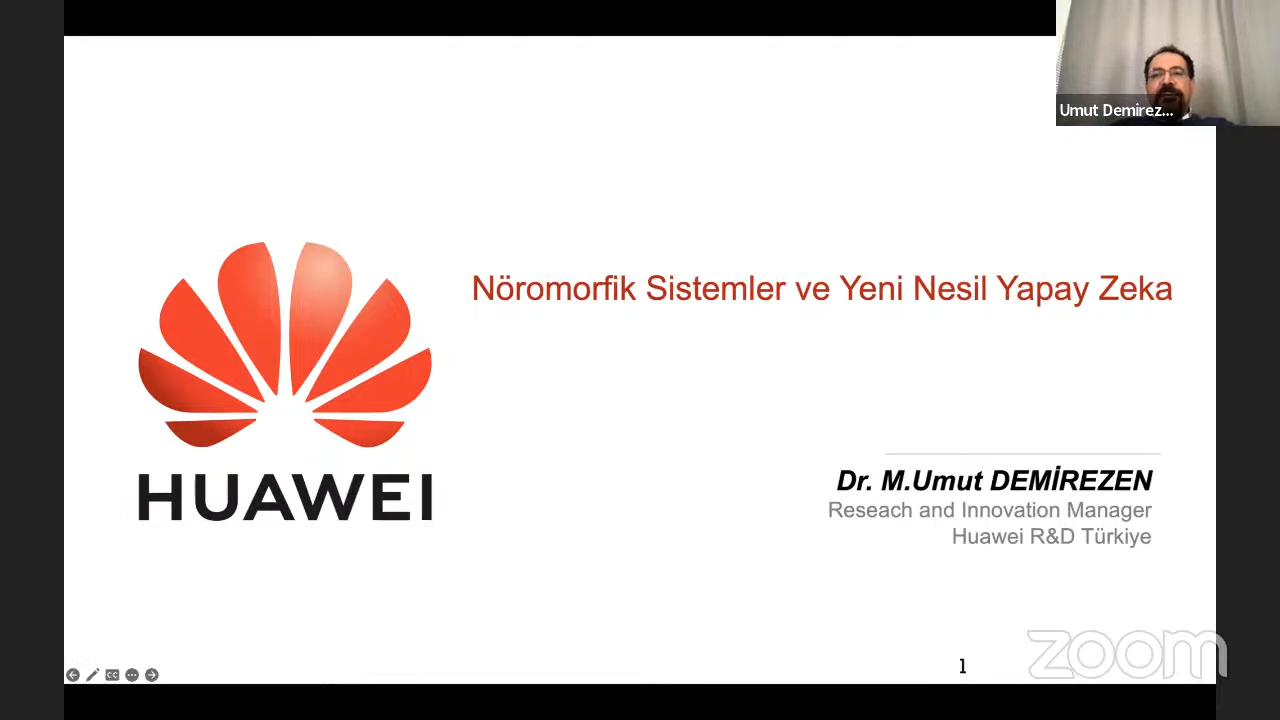 Umut Demirez...
Nöromorfik Sistemler ve Yeni Nesil Yapay Zeka
HUAWEI
Dr. M.Umut DEMİREZEN
Reseach and Innovation Manager
Huawei R&D Türkiye
CC
1
zoom